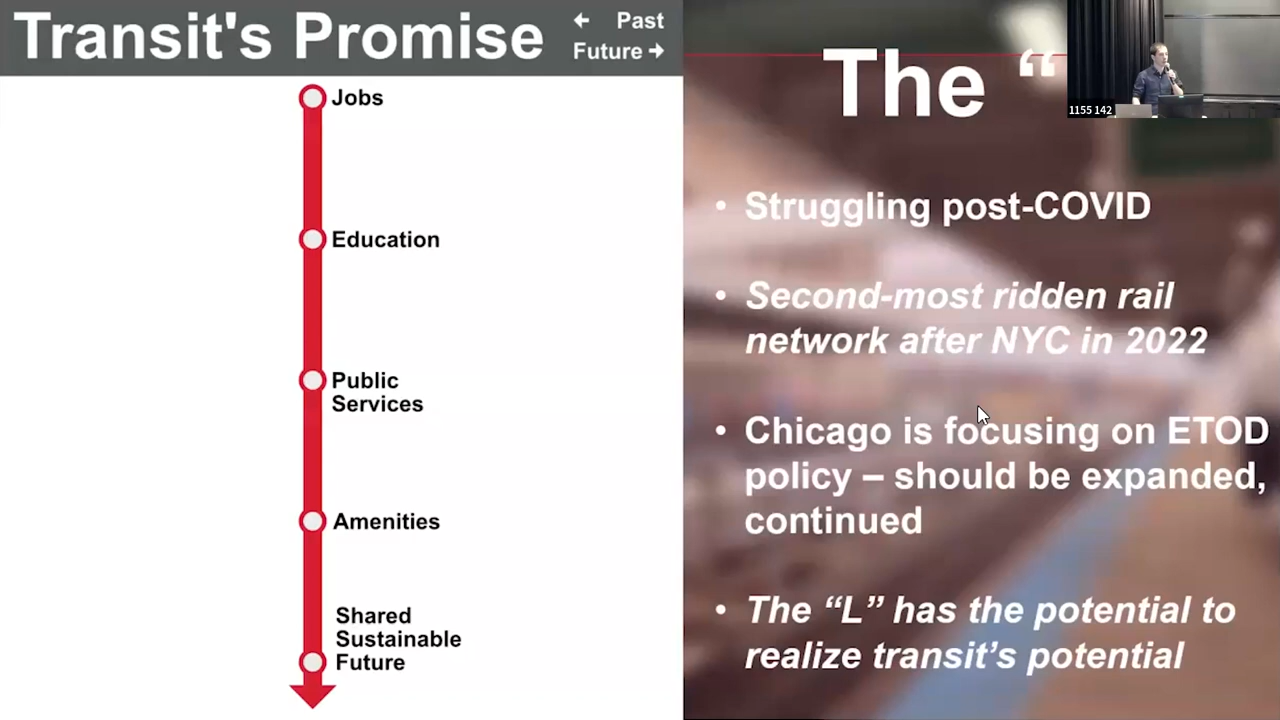 Transit's Promise
← Past
Future →
Jobs
Education
Public
Services
Amenities
Shared
Sustainable
Future
The “
1155 142
• Struggling post-COVID
• Second-most ridden rail
network after NYC in 2022
• Chicago is focusing on ETOD
policy – should be expanded,
continued
• The “L” has the potential to
realize transit’s potential